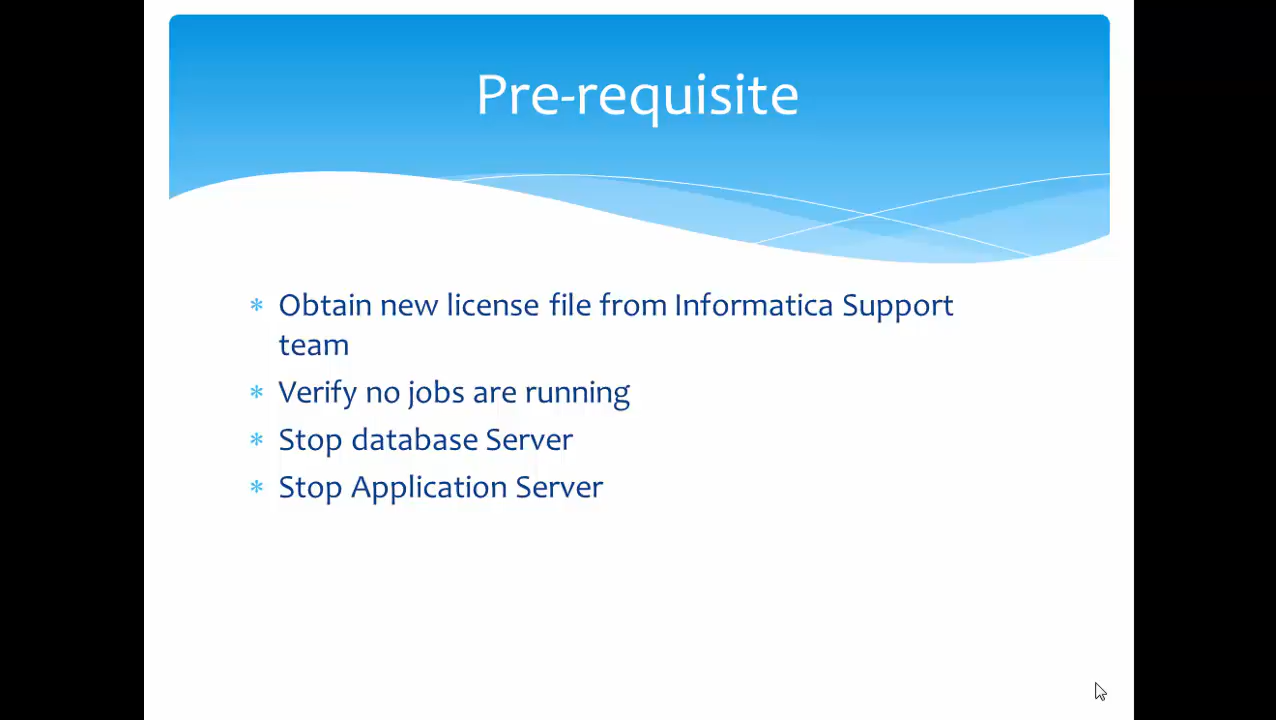 Pre-requisite
* Obtain new license file from Informatica Support
team
* Verify no jobs are running
* Stop database Server
* Stop Application Server